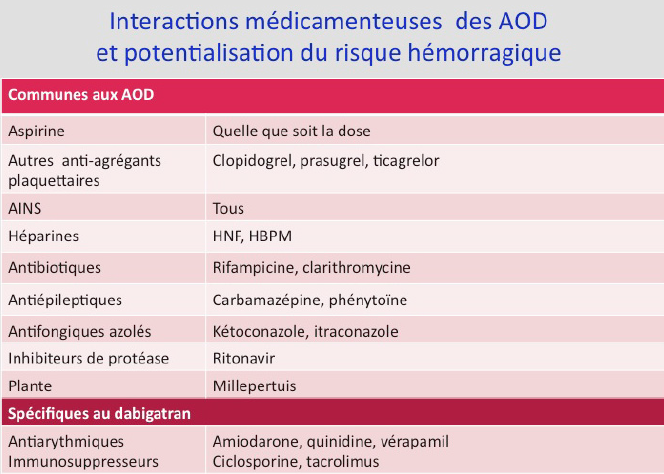 Interactions médicamenteuses des AOD
et potentialisation du risque hémorragique
Communes aux AOD
Aspirine Quelle que soit la dose
Autres anti-agrégants Clopidogrel, prasugrel, ticagrelor
plaquettaires
AINS Tous
Héparines HNF, HBPM
Antibiotiques Rifampicine, clarithromycine
Antiépileptiques Carbamazépine, phénytoïne
Antifongiques azolés Kétoconazole, itraconazole
Inhibiteurs de protéase Ritonavir
Plante Millepertuis
Spécifiques au dabigatran
Antiarythmiques Amiodarone, quinidine, vérapamil
Immunosuppresseurs Ciclosporine, tacrolimus